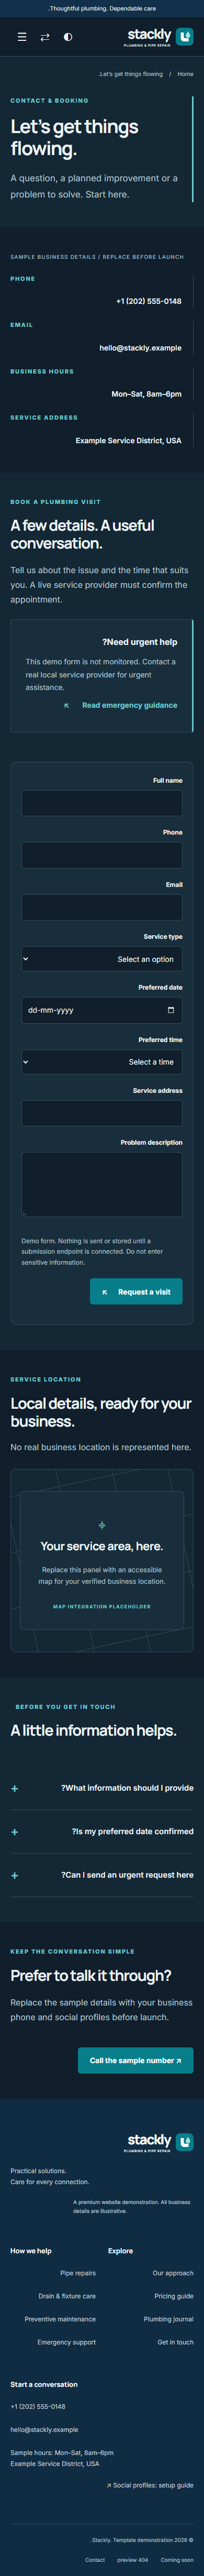 .Thoughtful plumbing. Dependable care
stackly
PLUMBING & PIPE REPAIR
.Let's get things flowing / Home
CONTACT & BOOKING
Let's get things
flowing.
A question, a planned improvement or a
problem to solve. Start here.
SAMPLE BUSINESS DETAILS / REPLACE BEFORE LAUNCH
PHONE
+1 (202) 555-0148
EMAIL
hello@stackly.example
BUSINESS HOURS
Mon–Sat, 8am–6pm
SERVICE ADDRESS
Example Service District, USA
BOOK A PLUMBING VISIT
A few details. A useful
conversation.
Tell us about the issue and the time that suits
you. A live service provider must confirm the
appointment.
?Need urgent help
This demo form is not monitored. Contact a
real local service provider for urgent
assistance.
↖ Read emergency guidance
Full name
Phone
Email
Service type
Select an option
Preferred date
dd-mm-yyyy
Preferred time
Select a time
Service address
Problem description
Demo form. Nothing is sent or stored until a
submission endpoint is connected. Do not enter
sensitive information.
↖ Request a visit
SERVICE LOCATION
Local details, ready for your
business.
No real business location is represented here.
Your service area, here.
Replace this panel with an accessible
map for your verified business location.
MAP INTEGRATION PLACEHOLDER
BEFORE YOU GET IN TOUCH
A little information helps.
+ ?What information should I provide
+ ?Is my preferred date confirmed
+ ?Can I send an urgent request here
KEEP THE CONVERSATION SIMPLE
Prefer to talk it through?
Replace the sample details with your business
phone and social profiles before launch.
Call the sample number ↗
stackly
PLUMBING & PIPE REPAIR
Practical solutions.
Care for every connection.
A premium website demonstration. All business
details are illustrative.
How we help
Pipe repairs
Drain & fixture care
Preventive maintenance
Emergency support
Explore
Our approach
Pricing guide
Plumbing journal
Get in touch
Start a conversation
+1 (202) 555-0148
hello@stackly.example
Sample hours: Mon–Sat, 8am–6pm
Example Service District, USA
↗ Social profiles: setup guide
.Stackly. Template demonstration 2026 ©
Contact preview 404 Coming soon